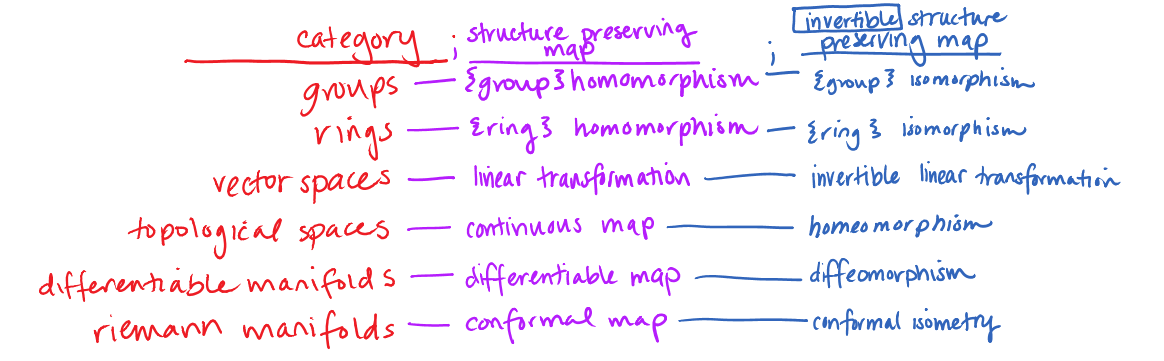 category ; structure preserving map ; invertible structure preserving map
groups — {group} homomorphism — {group} isomorphism
rings — {ring} homomorphism — {ring} isomorphism
vector spaces — linear transformation — invertible linear transformation
topological spaces — continuous map — homeomorphism
differentiable manifolds — differentiable map — diffeomorphism
riemann manifolds — conformal map — conformal isometry